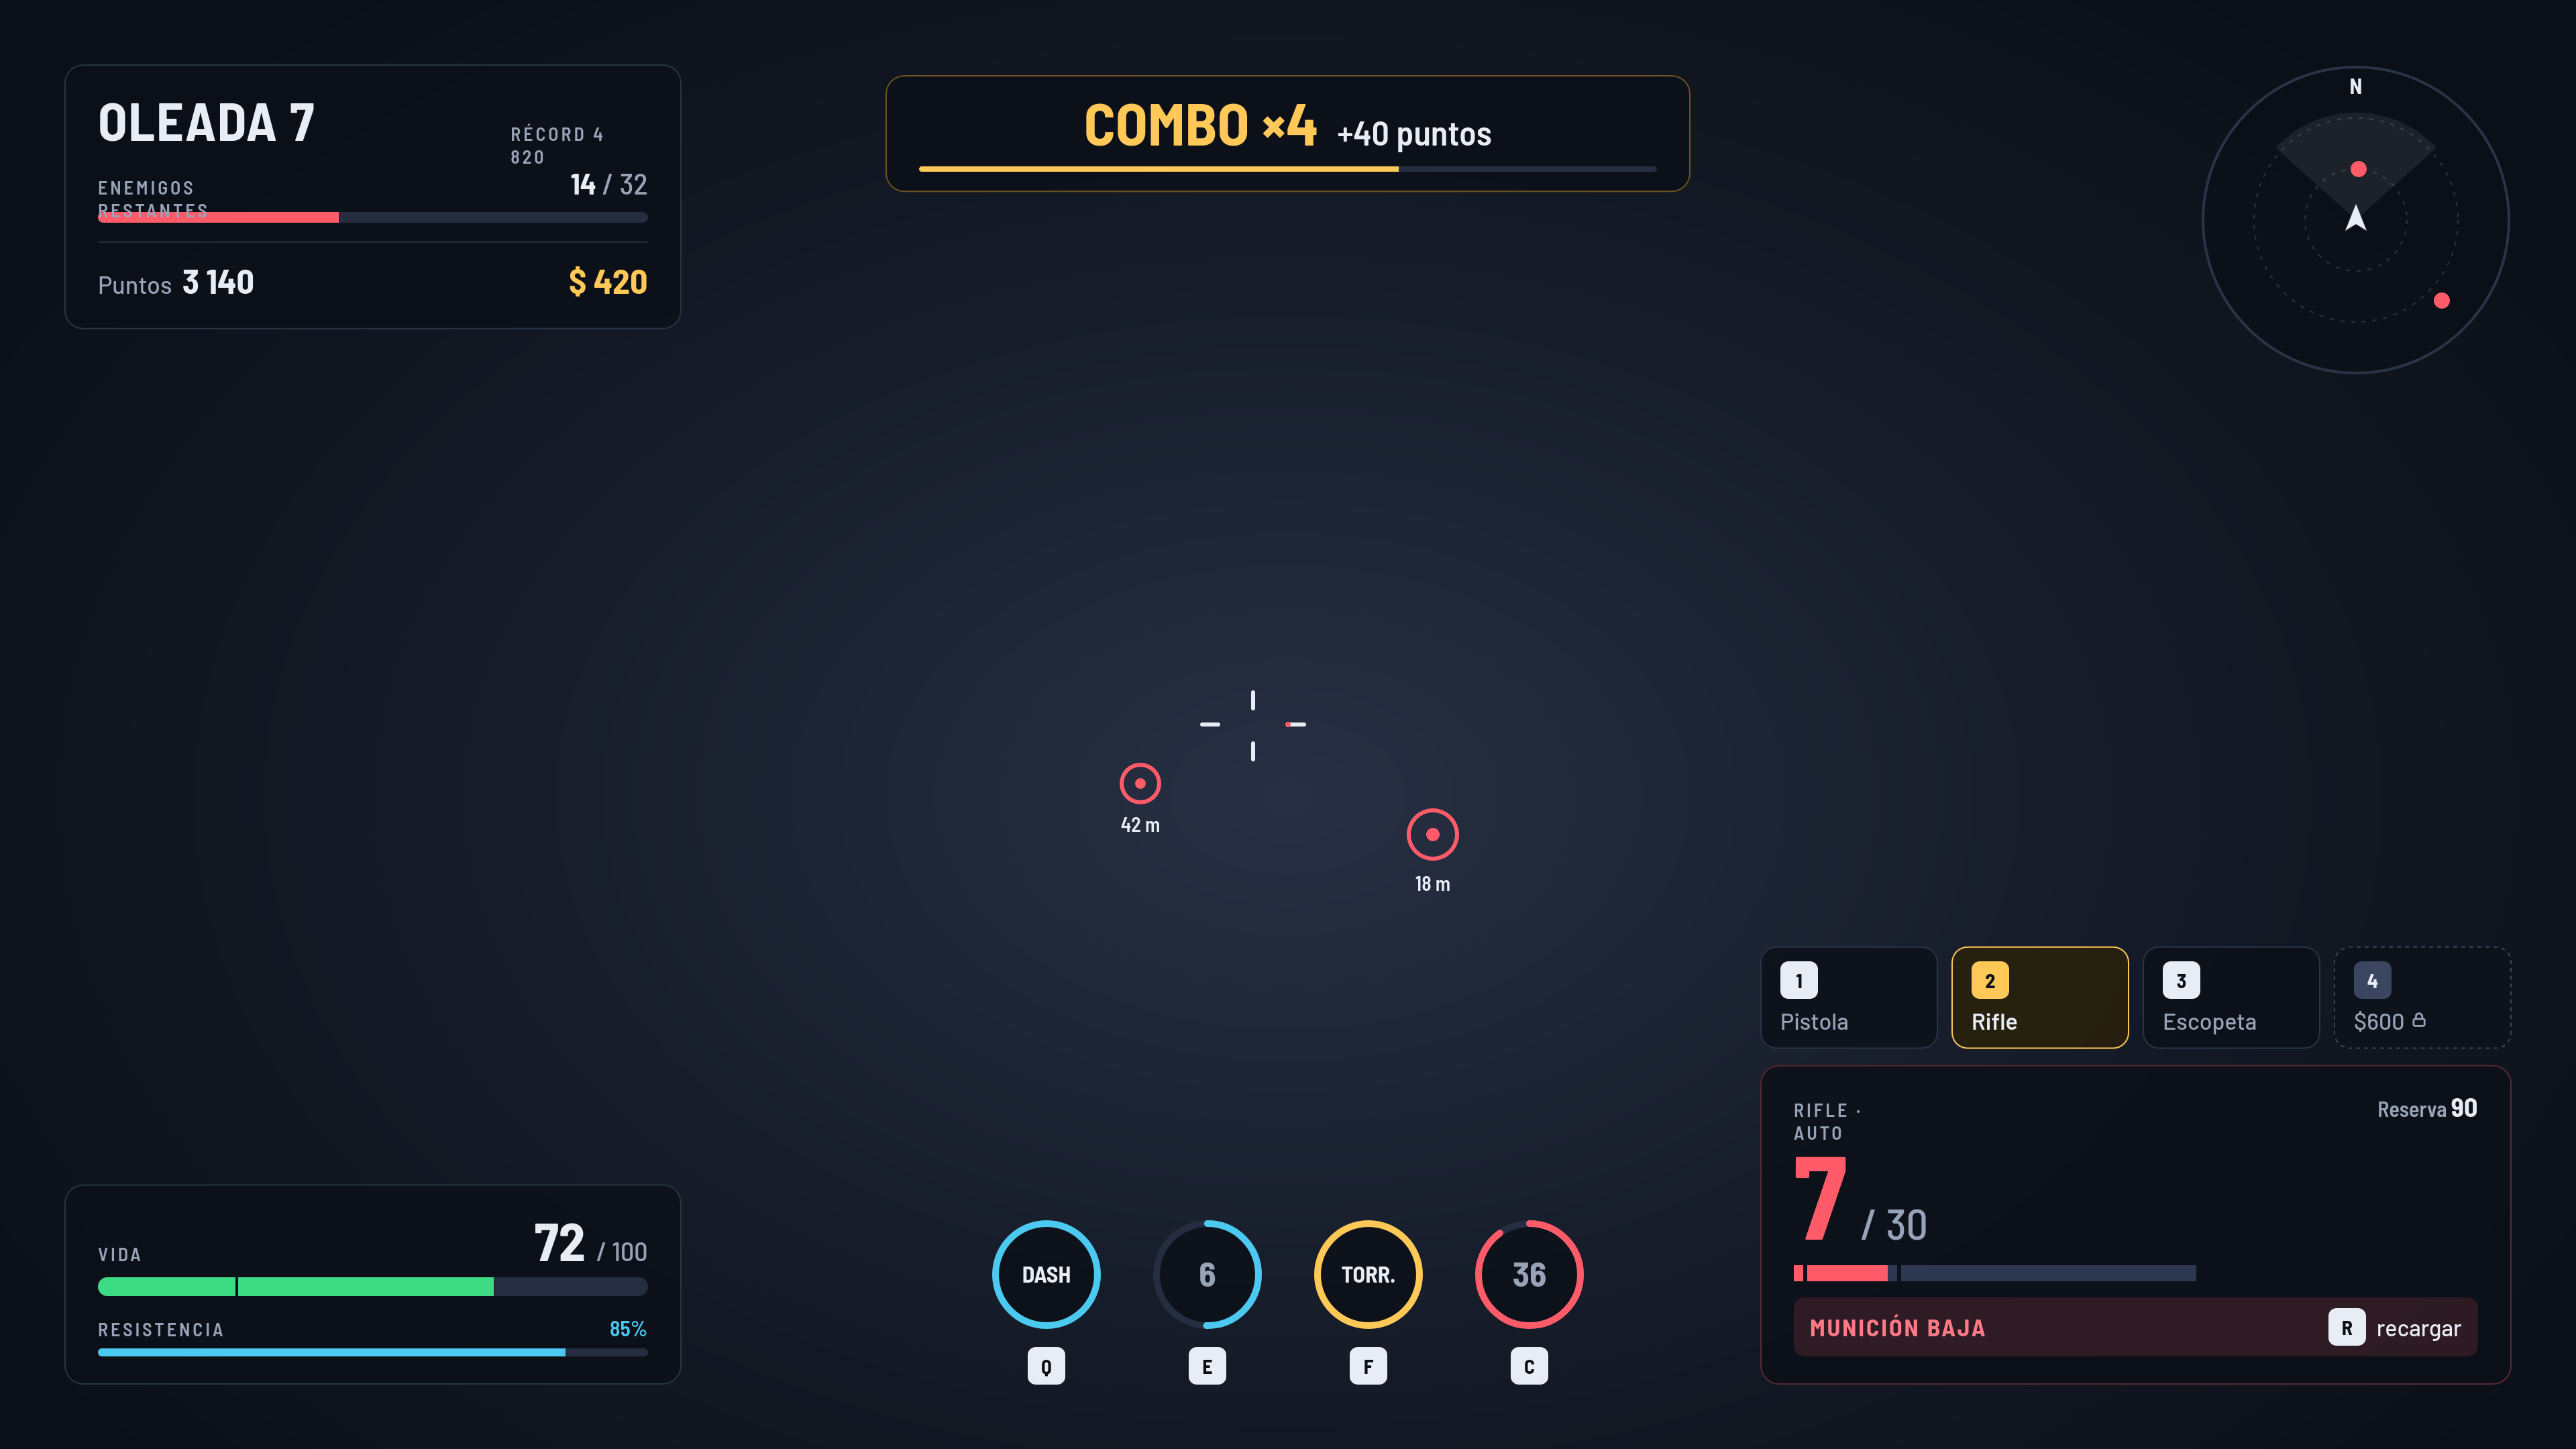 OLEADA 7
RÉCORD 4
820
ENEMIGOS
RESTANTES
14 / 32
Puntos 3 140
$ 420
COMBO ×4 +40 puntos
N
42 m
18 m
1
Pistola
2
Rifle
3
Escopeta
4
$600
RIFLE ·
AUTO
Reserva 90
7 / 30
MUNICIÓN BAJA
R recargar
VIDA
72 / 100
RESISTENCIA
85%
DASH
6
TORR.
36
Q
E
F
C